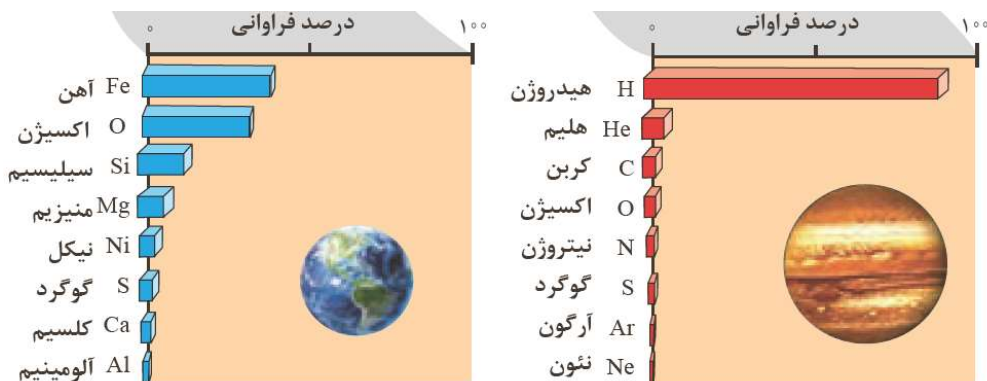 درصد فراوانی
۰ ۱۰۰
هیدروژن H
هلیم He
کربن C
اکسیژن O
نیتروژن N
گوگرد S
آرگون Ar
نئون Ne
درصد فراوانی
۰ ۱۰۰
آهن Fe
اکسیژن O
سیلیسیم Si
منیزیم Mg
نیکل Ni
گوگرد S
کلسیم Ca
آلومینیم Al